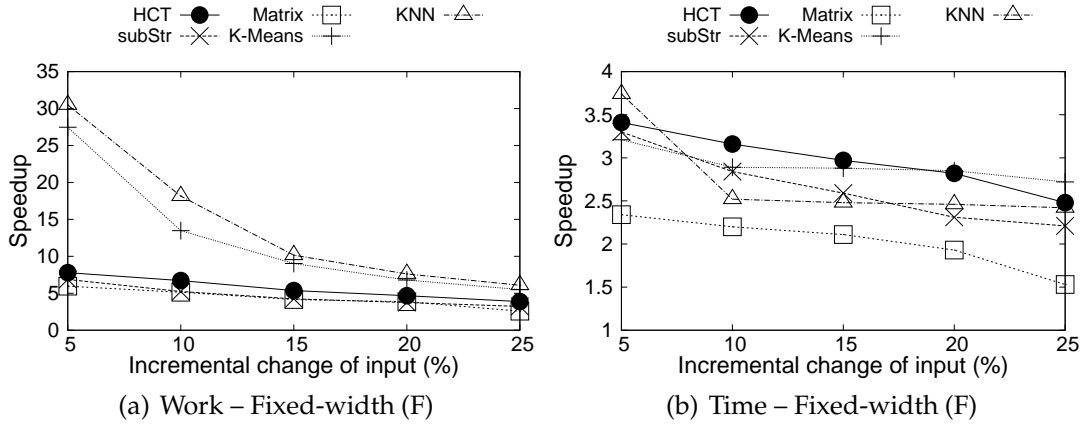 HCT Matrix KNN
subStr K-Means
35
30
25
20
15
10
5
0
Speedup
5 10 15 20 25
Incremental change of input (%)
(a) Work – Fixed-width (F)
HCT Matrix KNN
subStr K-Means
4
3.5
3
2.5
2
1.5
1
Speedup
5 10 15 20 25
Incremental change of input (%)
(b) Time – Fixed-width (F)